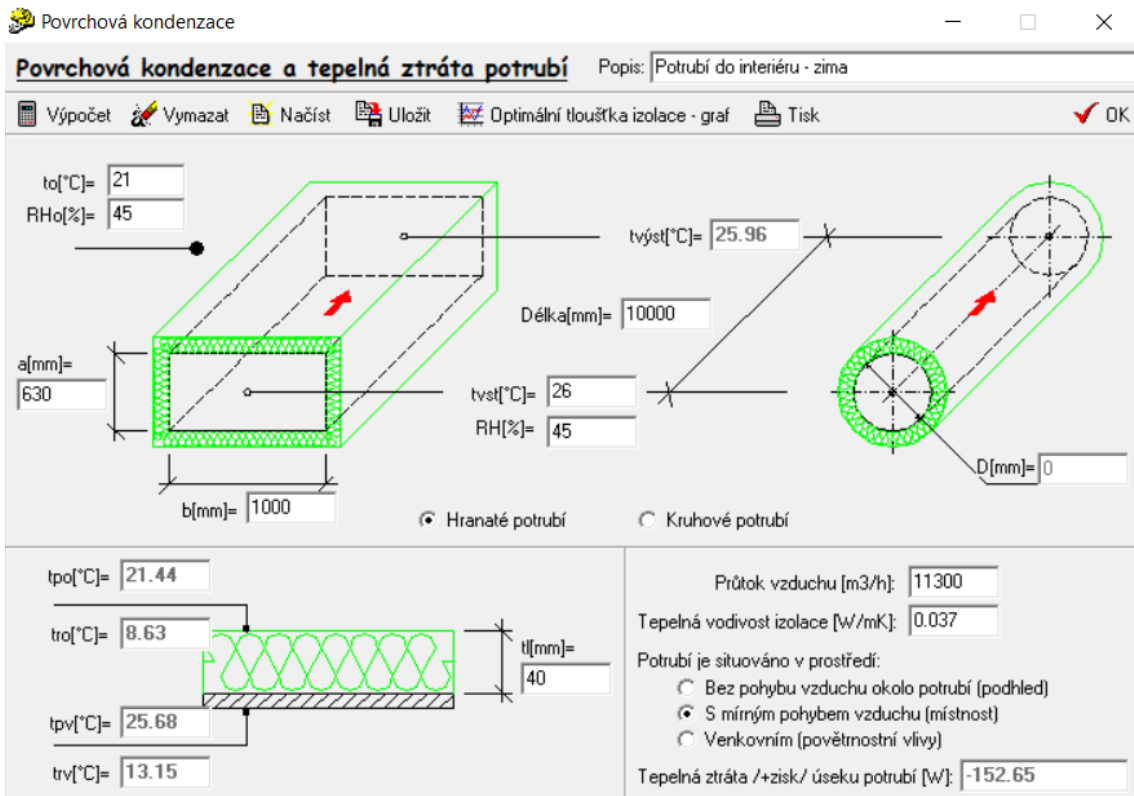 Povrchová kondenzace
Povrchová kondenzace a tepelná ztráta potrubí Popis: Potrubí do interiéru - zima
Výpočet Vymazat Načíst Uložit Optimální tloušťka izolace - graf Tisk OK
to[°C]= 21
RHo[%]= 45
tvýst[°C]= 25.96
Délka[mm]= 10000
a[mm]=
630
tvst[°C]= 26
RH[%]= 45
D[mm]= 0
b[mm]= 1000
Hranaté potrubí Kruhové potrubí
tpo[°C]= 21.44
tro[°C]= 8.63
tl[mm]=
40
tpv[°C]= 25.68
trv[°C]= 13.15
Průtok vzduchu [m3/h]: 11300
Tepelná vodivost izolace [W/mK]: 0.037
Potrubí je situováno v prostředí:
Bez pohybu vzduchu okolo potrubí (podhled)
S mírným pohybem vzduchu (místnost)
Venkovním (povětrnostní vlivy)
Tepelná ztráta /+zisk/ úseku potrubí [W]: -152.65